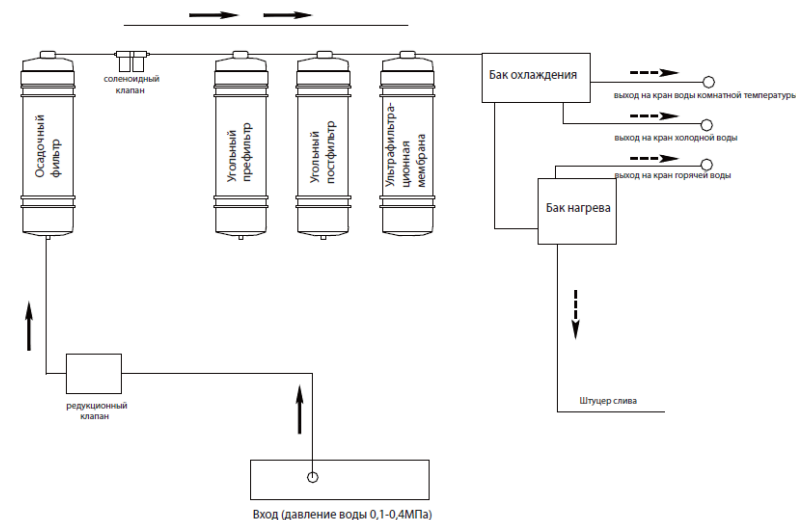 соленоидный
клапан
Осадочный
фильтр
Угольный
префильтр
Угольный
постфильтр
Ультрафильтра-
ционная
мембрана
Бак охлаждения
выход на кран воды комнатной температуры
выход на кран холодной воды
выход на кран горячей воды
Бак нагрева
Штуцер слива
редукционный
клапан
Вход (давление воды 0,1-0,4МПа)